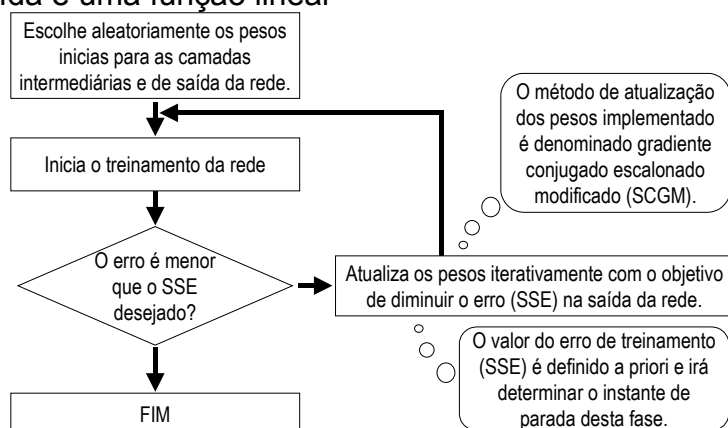 ida é uma função linear
Escolhe aleatoriamente os pesos
inicias para as camadas
intermediárias e de saída da rede.
Inicia o treinamento da rede
O erro é menor
que o SSE
desejado?
FIM
O método de atualização
dos pesos implementado
é denominado gradiente
conjugado escalonado
modificado (SCGM).
Atualiza os pesos iterativamente com o objetivo
de diminuir o erro (SSE) na saída da rede.
O valor do erro de treinamento
(SSE) é definido a priori e irá
determinar o instante de
parada desta fase.